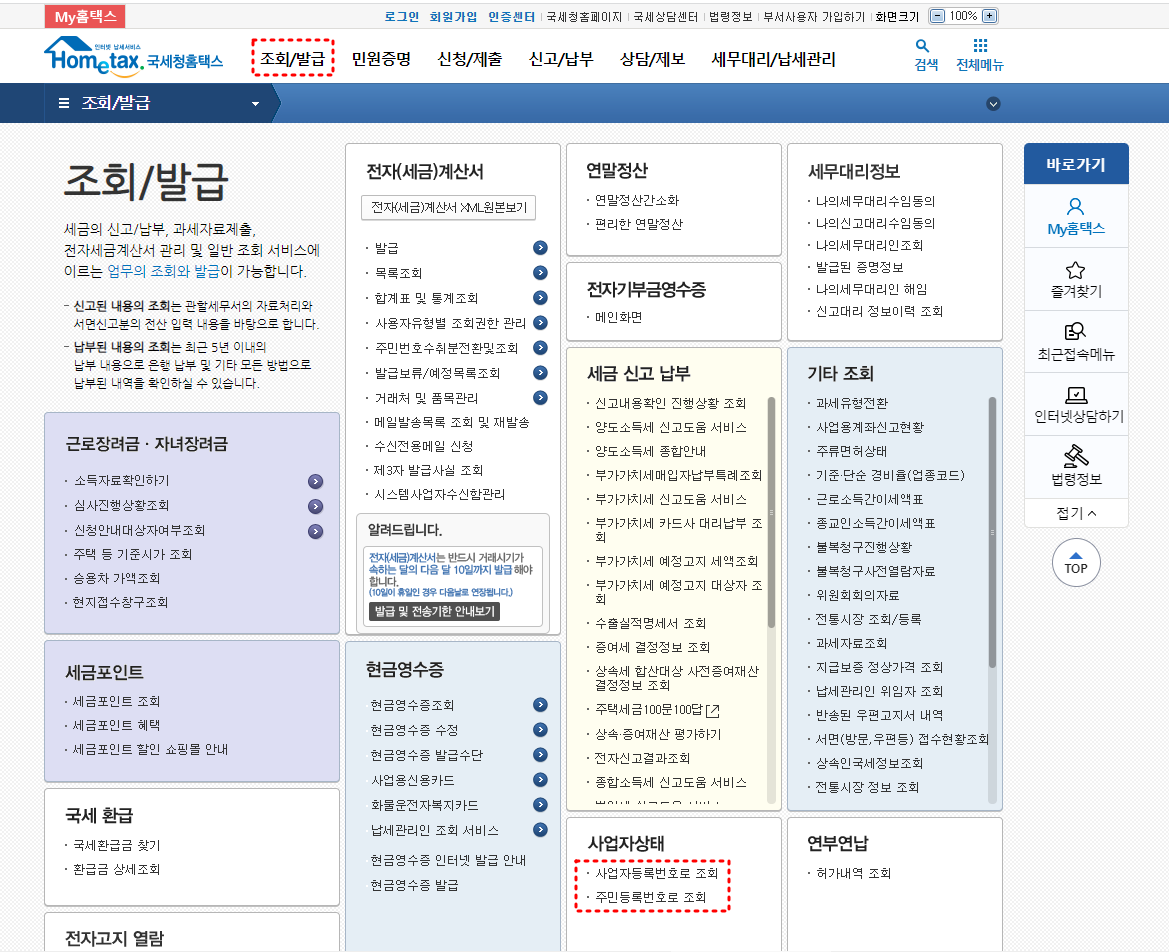 My홈택스
로그인 회원가입 인증센터 국세청홈페이지 국세상담센터 법령정보 부서사용자 가입하기 화면크기 100%
인터넷 납세서비스
Hometax. 국세청홈택스
조회/발급 민원증명 신청/제출 신고/납부 상담/제보 세무대리/납세관리 검색 전체메뉴
조회/발급
조회/발급
세금의 신고/납부, 과세자료제출,
전자세금계산서 관리 및 일반 조회 서비스에
이르는 업무의 조회와 발급이 가능합니다.
- 신고된 내용의 조회는 관할세무서의 자료처리와
서면신고분의 전산 입력 내용을 바탕으로 합니다.
- 납부된 내용의 조회는 최근 5년 이내의
납부 내용으로 은행 납부 및 기타 모든 방법으로
납부된 내역을 확인하실 수 있습니다.
근로장려금 · 자녀장려금
· 소득자료확인하기
· 심사진행상황조회
· 신청안내대상자여부조회
· 주택 등 기준시가 조회
· 승용차 가액조회
· 현지접수창구조회
세금포인트
· 세금포인트 조회
· 세금포인트 혜택
· 세금포인트 할인 쇼핑몰 안내
국세 환급
· 국세환급금 찾기
· 환급금 상세조회
전자고지 열람
전자(세금)계산서
전자(세금)계산서 XML원본보기
· 발급
· 목록조회
· 합계표 및 통계조회
· 사용자유형별 조회권한 관리
· 주민번호수취분전환및조회
· 발급보류/예정목록조회
· 거래처 및 품목관리
· 메일발송목록 조회 및 재발송
· 수신전용메일 신청
· 제3자 발급사실 조회
· 시스템사업자수신함관리
알려드립니다.
전자(세금)계산서는 반드시 거래시기가
속하는 달의 다음 달 10일까지 발급 해야
합니다.
(10일이 휴일인 경우 다음날로 연장됩니다.)
발급 및 전송기한 안내보기
현금영수증
현금영수증조회
현금영수증 수정
현금영수증 발급수단
사업용신용카드
화물운전자복지카드
납세관리인 조회 서비스
현금영수증 인터넷 발급 안내
현금영수증 발급
연말정산
· 연말정산간소화
· 편리한 연말정산
전자기부금영수증
· 메인화면
세금 신고 납부
· 신고내용확인 진행상황 조회
· 양도소득세 신고도움 서비스
· 양도소득세 종합안내
· 부가가치세매입자납부특례조회
· 부가가치세 신고도움 서비스
· 부가가치세 카드사 대리납부 조
회
· 부가가치세 예정고지 세액조회
· 부가가치세 예정고지 대상자 조
회
· 수출실적명세서 조회
· 증여세 결정정보 조회
· 상속세 합산대상 사전증여재산
결정정보 조회
· 주택세금100문100답
· 상속·증여재산 평가하기
· 전자신고결과조회
· 종합소득세 신고도움 서비스
· 법인세 신고도움 서비스
사업자상태
· 사업자등록번호로 조회
· 주민등록번호로 조회
세무대리정보
· 나의세무대리수임동의
· 나의신고대리수임동의
· 나의세무대리인조회
· 발급된 증명정보
· 나의세무대리인 해임
· 신고대리 정보이력 조회
기타 조회
· 과세유형전환
· 사업용계좌신고현황
· 주류면허상태
· 기준·단순 경비율(업종코드)
· 근로소득간이세액표
· 종교인소득간이세액표
· 불복청구진행상황
· 불복청구사전열람자료
· 위원회회의자료
· 전통시장 조회/등록
· 과세자료조회
· 지급보증 정상가격 조회
· 납세관리인 위임자 조회
· 반송된 우편고지서 내역
· 서면(방문,우편등) 접수현황조회
· 상속인국세정보조회
· 전통시장 정보 조회
연부연납
· 허가내역 조회
바로가기
My홈택스
즐겨찾기
최근접속메뉴
인터넷상담하기
법령정보
접기
TOP